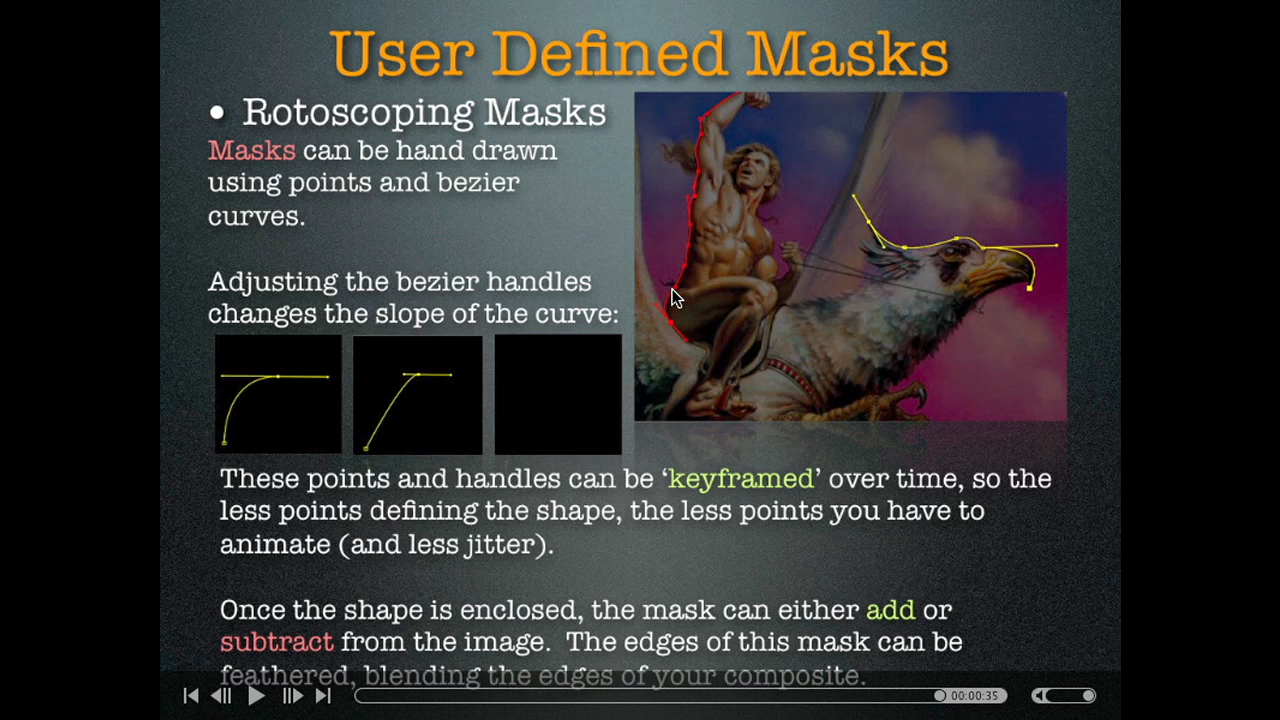 User Defined Masks
• Rotoscoping Masks
Masks can be hand drawn
using points and bezier
curves.
Adjusting the bezier handles
changes the slope of the curve:
These points and handles can be ‘keyframed’ over time, so the
less points defining the shape, the less points you have to
animate (and less jitter).
Once the shape is enclosed, the mask can either add or
subtract from the image.  The edges of this mask can be
feathered, blending the edges of your composite.
00:00:35